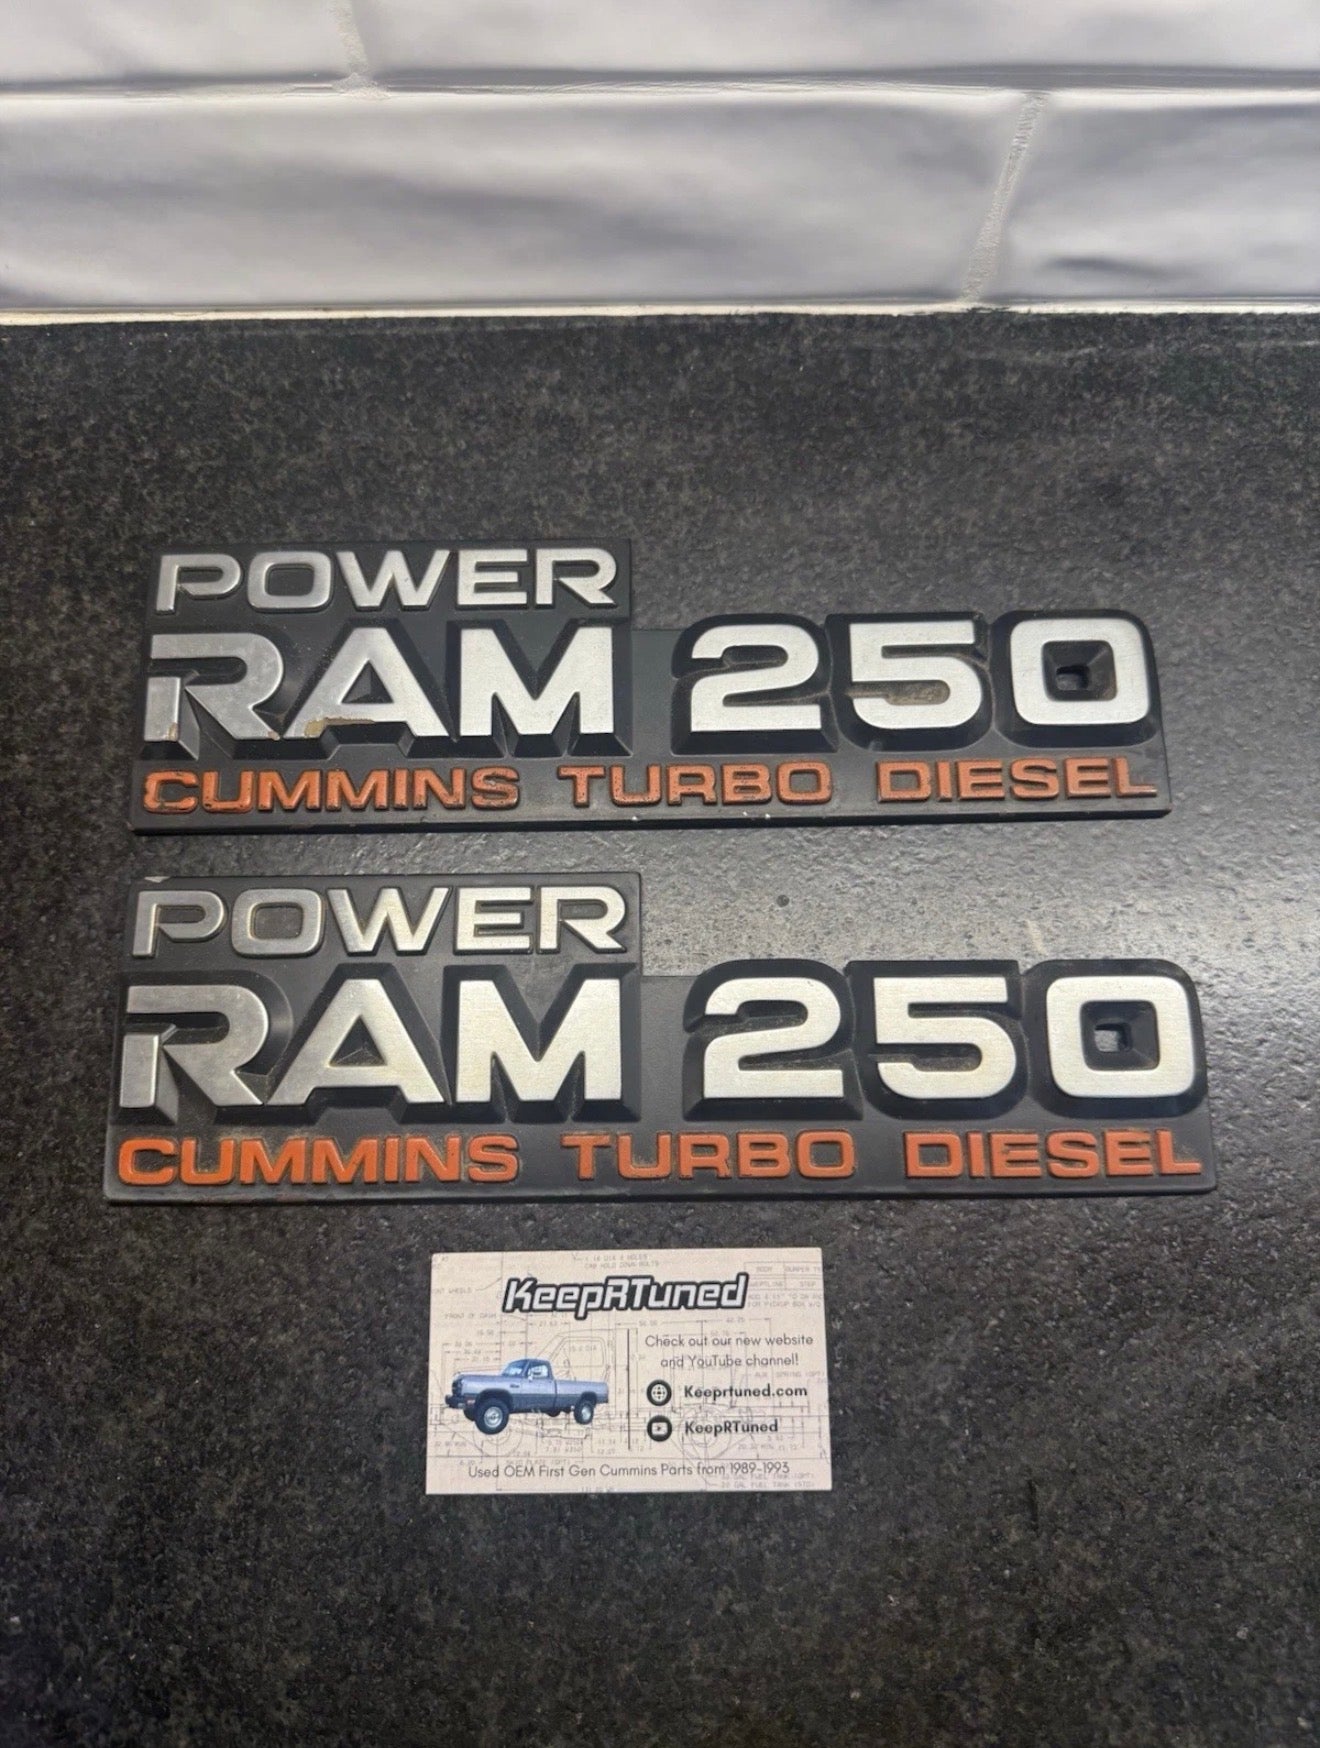 POWER
RAM 250
CUMMINS TURBO DIESEL
POWER
RAM 250
CUMMINS TURBO DIESEL
KeepRTuned
Check out our new website
and YouTube channel!
Keeprtuned.com
KeepRTuned
Used OEM First Gen Cummins Parts from 1989-1993